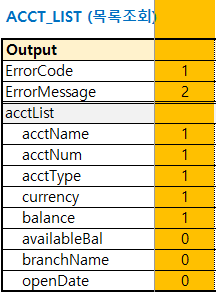 ACCT_LIST (목록조회)
Output
ErrorCode 1
ErrorMessage 2
acctList
acctName 1
acctNum 1
acctType 1
currency 1
balance 1
availableBal 0
branchName 0
openDate 0